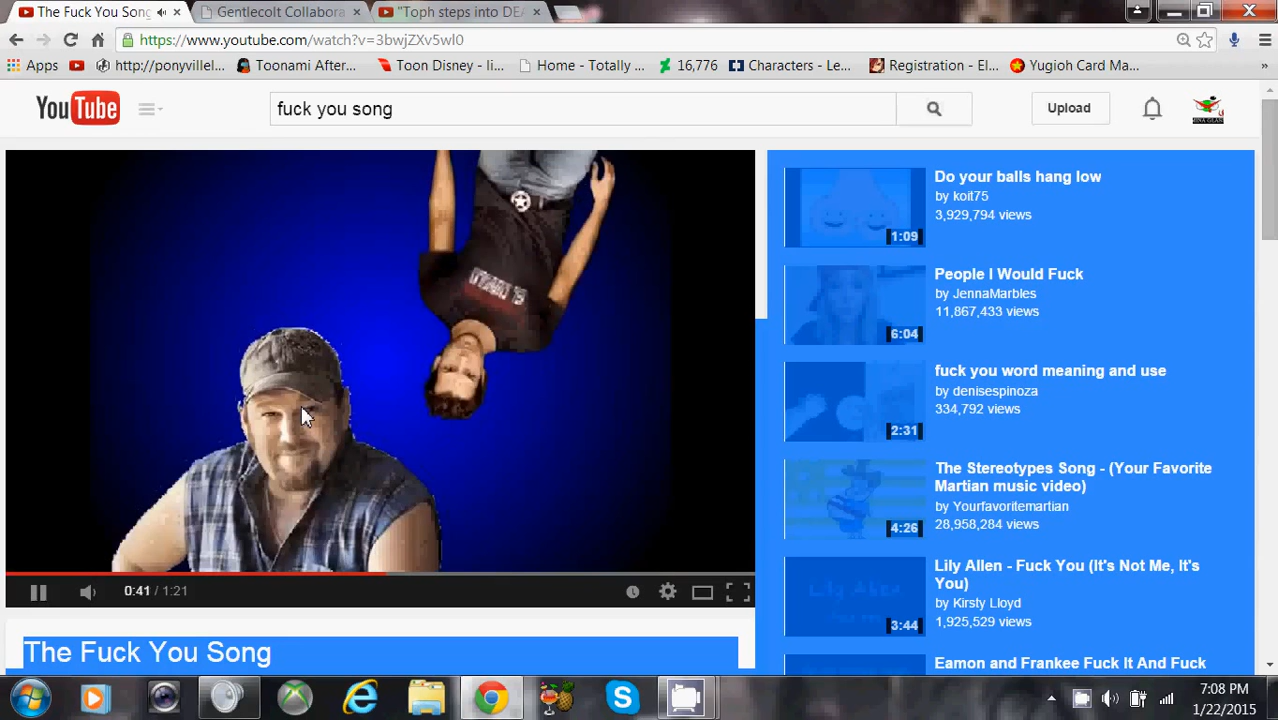 The Fuck You Song
Gentlecolt Collabora
"Toph steps into DEA
https://www.youtube.com/watch?v=3bwjZXv5wI0
Apps
http://ponyvillel...
Toonami After...
Toon Disney - li...
Home - Totally ...
16,776
Characters - Le...
Registration - El...
Yugioh Card Ma...
»
YouTube
fuck you song
Upload
Do your balls hang low
by koit75
3,929,794 views
1:09
People I Would Fuck
by JennaMarbles
11,867,433 views
6:04
fuck you word meaning and use
by denisespinoza
334,792 views
2:31
The Stereotypes Song - (Your Favorite
Martian music video)
by Yourfavoritemartian
28,958,284 views
4:26
Lily Allen - Fuck You (It's Not Me, It's
You)
by Kirsty Lloyd
1,925,529 views
3:44
Eamon and Frankee Fuck It And Fuck
0:41 / 1:21
The Fuck You Song
7:08 PM
1/22/2015